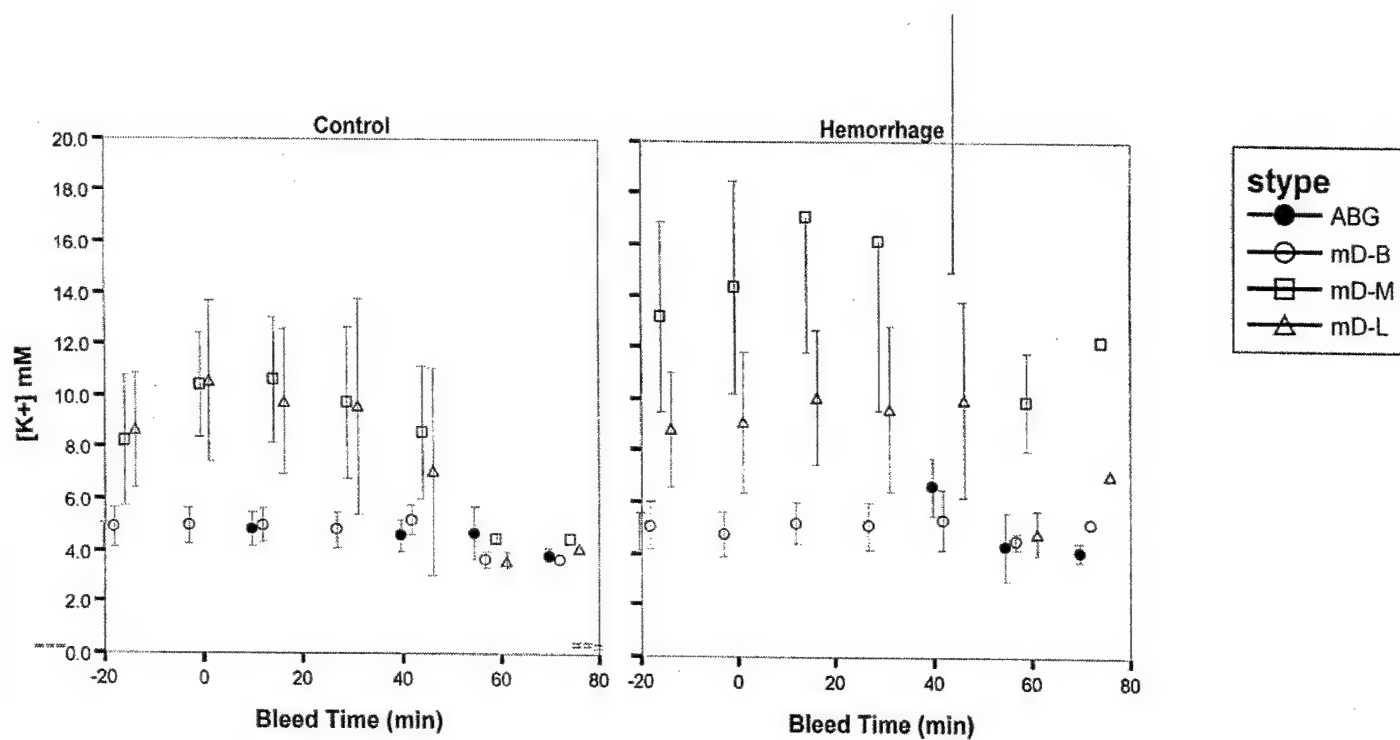 Control
Hemorrhage
20.0
18.0
16.0
14.0
12.0
10.0
8.0
6.0
4.0
2.0
0.0
[K+] mM
-20
0
20
40
60
80
Bleed Time (min)
-20
0
20
40
60
80
Bleed Time (min)
stype
ABG
mD-B
mD-M
mD-L